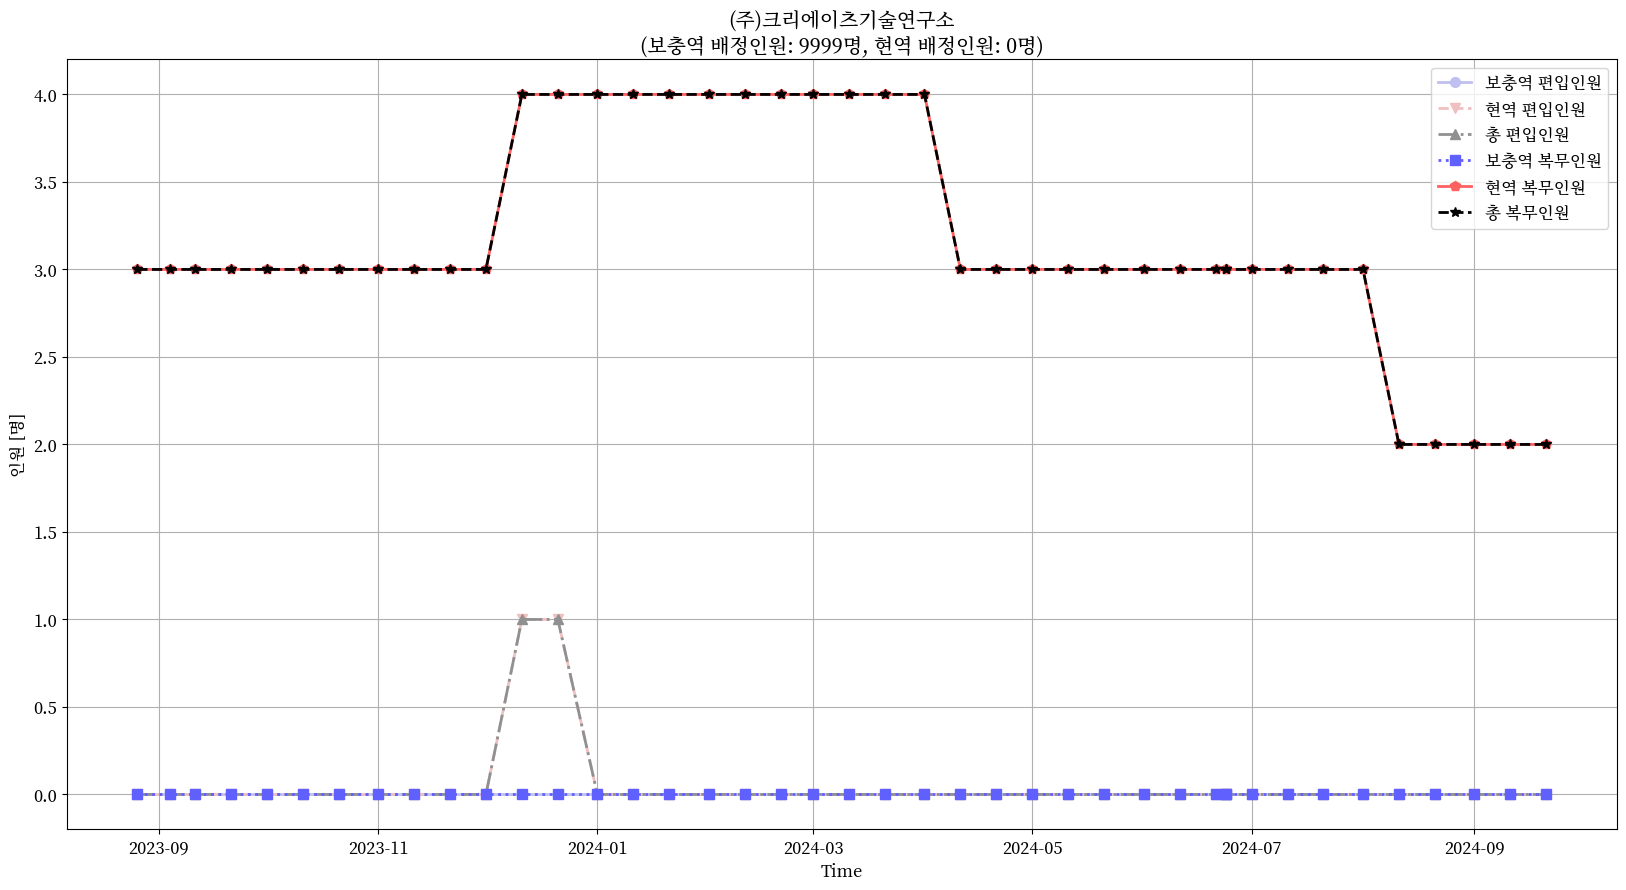 (주)크리에이츠기술연구소
(보충역 배정인원: 9999명, 현역 배정인원: 0명)
보충역 편입인원
현역 편입인원
총 편입인원
보충역 복무인원
현역 복무인원
총 복무인원
4.0
3.5
3.0
2.5
2.0
1.5
1.0
0.5
0.0
인원 [명]
2023-09 2023-11 2024-01 2024-03 2024-05 2024-07 2024-09
Time